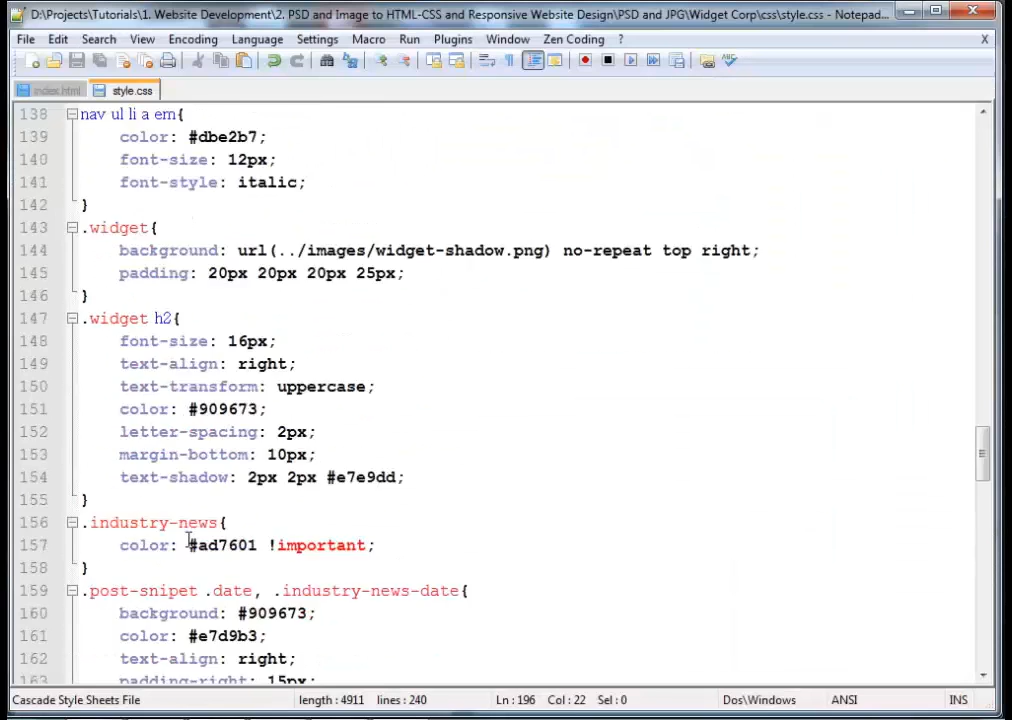 D:\Projects\Tutorials\1. Website Development\2. PSD and Image to HTML-CSS and Responsive Website Design\PSD and JPG\Widget Corp\css\style.css - Notepad...
File Edit Search View Encoding Language Settings Macro Run Plugins Window Zen Coding ? X
index.html style.css
138 nav ul li a em{
139 color: #dbe2b7;
140 font-size: 12px;
141 font-style: italic;
142 }
143 .widget{
144 background: url(../images/widget-shadow.png) no-repeat top right;
145 padding: 20px 20px 20px 25px;
146 }
147 .widget h2{
148 font-size: 16px;
149 text-align: right;
150 text-transform: uppercase;
151 color: #909673;
152 letter-spacing: 2px;
153 margin-bottom: 10px;
154 text-shadow: 2px 2px #e7e9dd;
155 }
156 .industry-news{
157 color: #ad7601 !important;
158 }
159 .post-snipet .date, .industry-news-date{
160 background: #909673;
161 color: #e7d9b3;
162 text-align: right;
163 padding-right: 15px;
Cascade Style Sheets File length : 4911 lines : 240 Ln : 196 Col : 22 Sel : 0 Dos\Windows ANSI INS